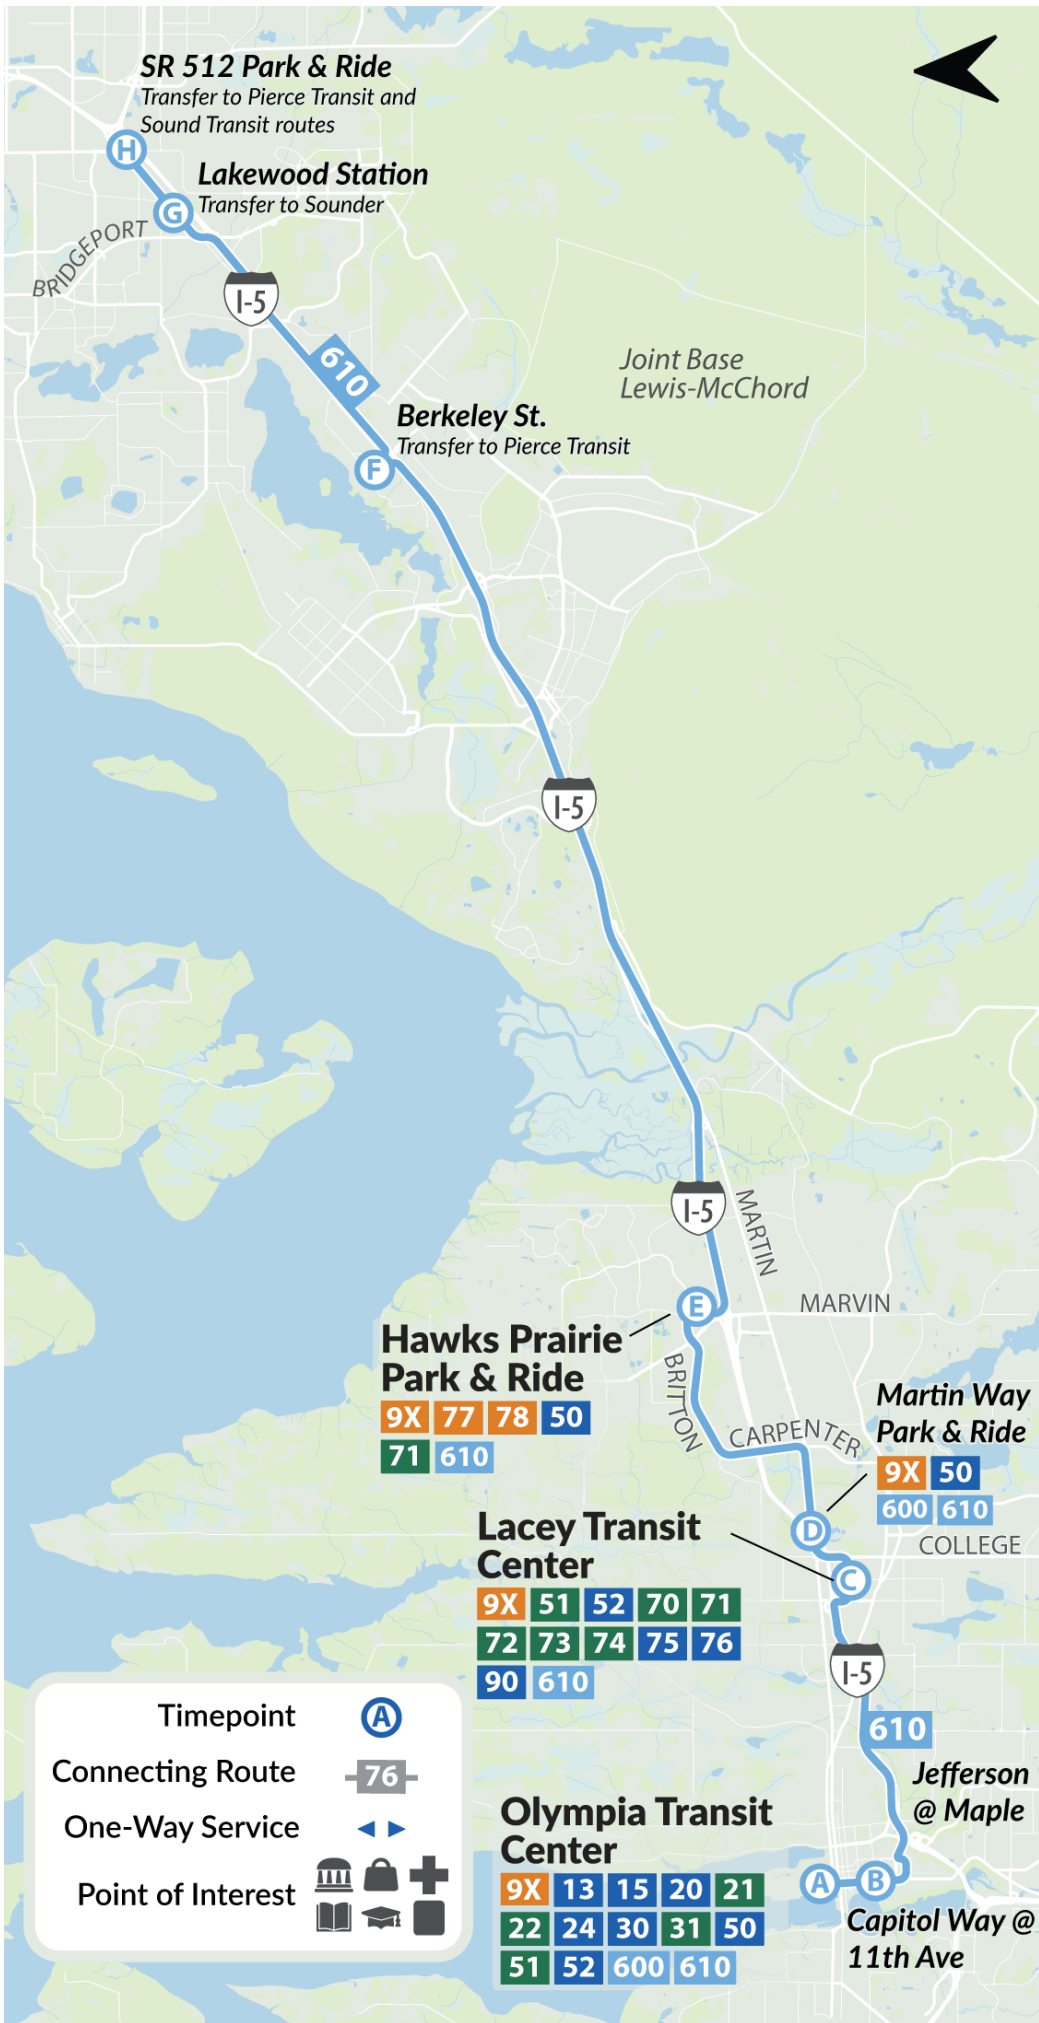 SR 512 Park & Ride
Transfer to Pierce Transit and
Sound Transit routes
H
Lakewood Station
Transfer to Sounder
G
BRIDGEPORT
I-5
610
Joint Base
Lewis-McChord
Berkeley St.
Transfer to Pierce Transit
F
I-5
I-5
MARTIN
E
MARVIN
Hawks Prairie
Park & Ride
9X 77 78 50
71 610
BRITTON
CARPENTER
Martin Way
Park & Ride
9X 50
600 610
D
COLLEGE
Lacey Transit
Center
9X 51 52 70 71
72 73 74 75 76
90 610
C
I-5
610
Jefferson
@ Maple
Olympia Transit
Center
9X 13 15 20 21
22 24 30 31 50
51 52 600 610
A
B
Capitol Way @
11th Ave
Timepoint A
Connecting Route 76
One-Way Service
Point of Interest